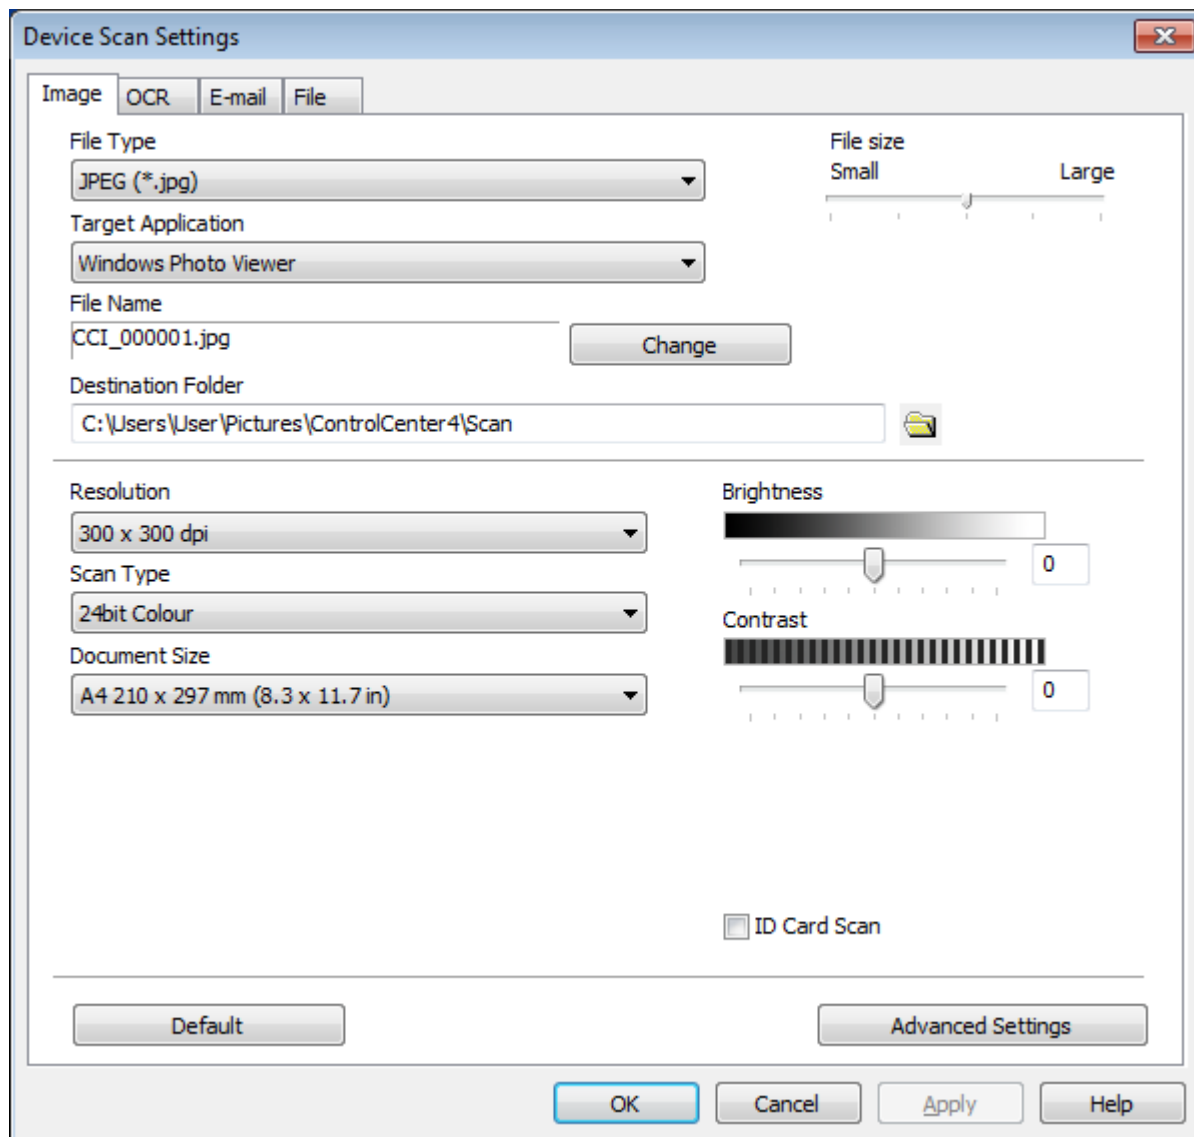 Device Scan Settings
Image OCR E-mail File
File Type
JPEG (*.jpg)
File size
Small Large
Target Application
Windows Photo Viewer
File Name
CCI_000001.jpg
Change
Destination Folder
C:\Users\User\Pictures\ControlCenter4\Scan
Resolution
300 x 300 dpi
Scan Type
24bit Colour
Document Size
A4 210 x 297 mm (8.3 x 11.7 in)
Brightness
0
Contrast
0
ID Card Scan
Default
Advanced Settings
OK Cancel Apply Help